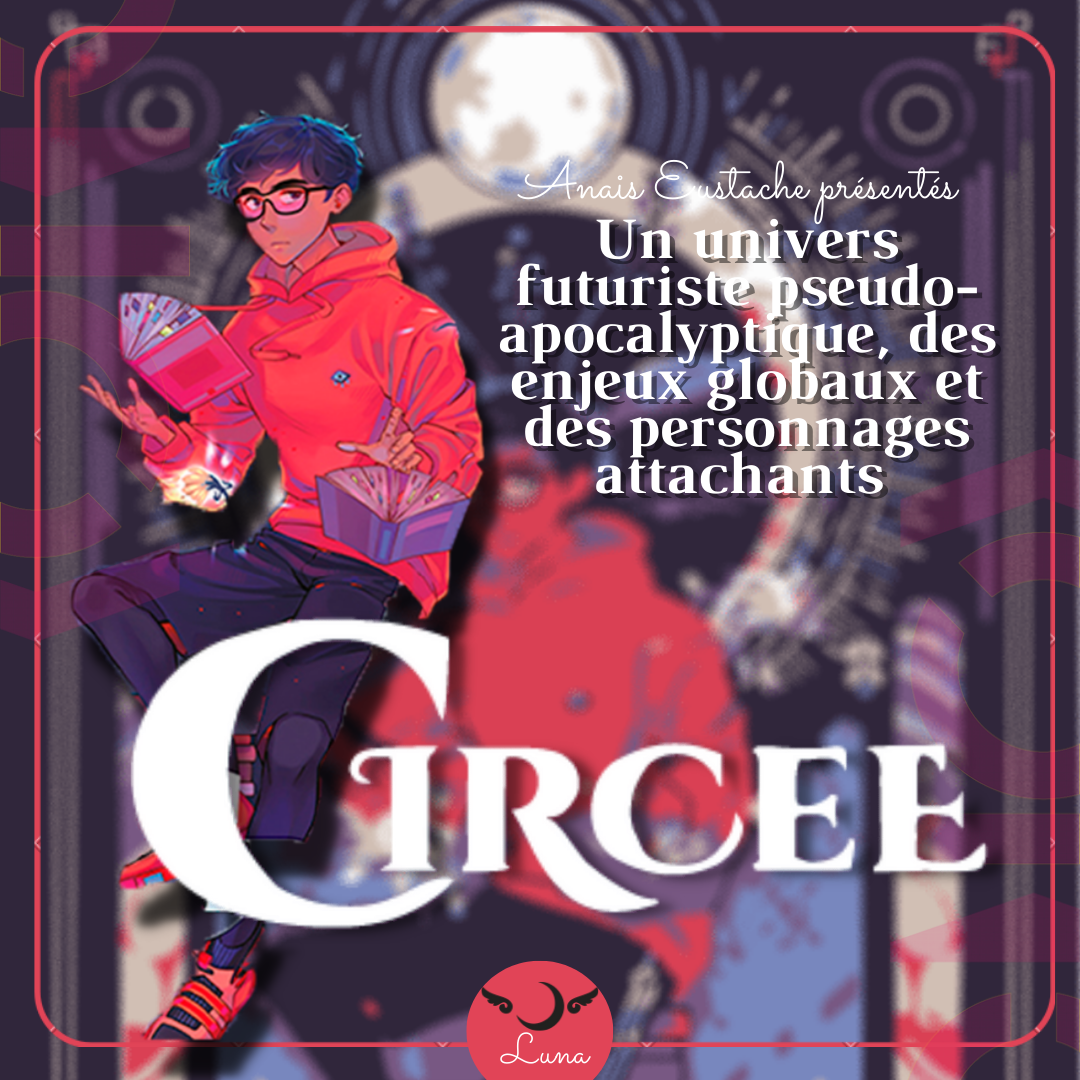 Anais Eustache présentés
Un univers
futuriste pseudo-
apocalyptique, des
enjeux globaux et
des personnages
attachants
CIRCEE
Luna